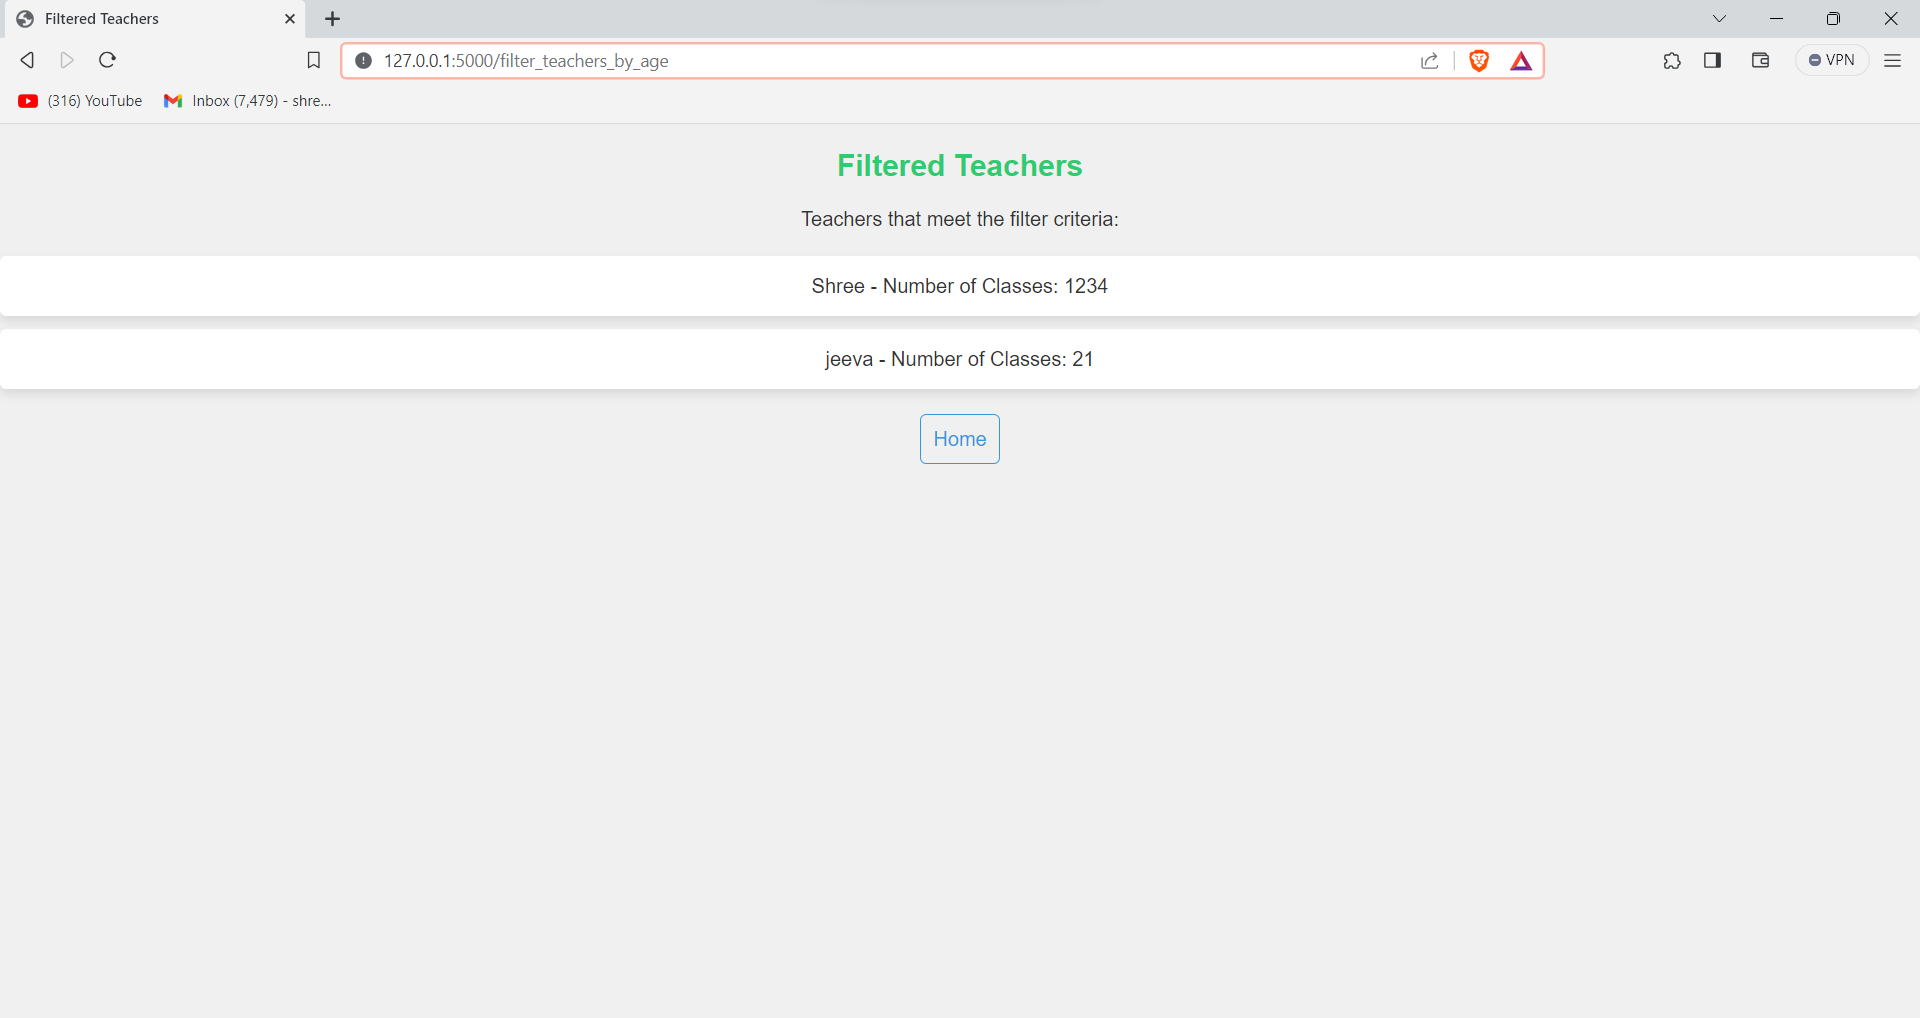 Filtered Teachers
127.0.0.1:5000/filter_teachers_by_age
VPN
(316) YouTube
Inbox (7,479) - shre...
Filtered Teachers
Teachers that meet the filter criteria:
Shree - Number of Classes: 1234
jeeva - Number of Classes: 21
Home